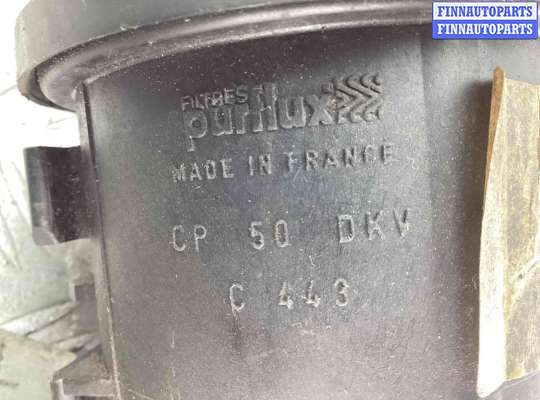 FINNAUTOPARTS
FINNAUTOPARTS
FILTRES
purflux
MADE IN FRANCE
CP 50 DKV
C 443